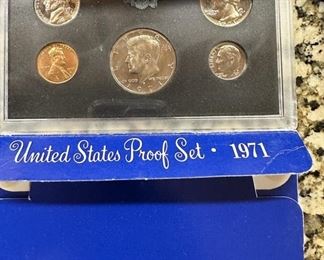 United States Proof Set · 1971